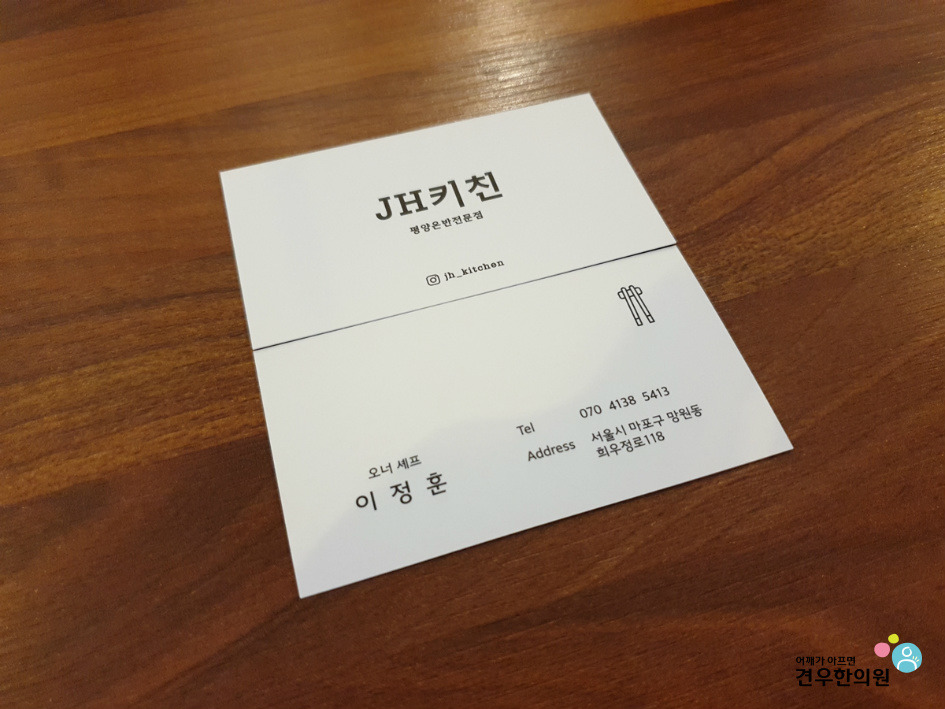 JH키친
평양온반전문점
jh_kitchen
오너 셰프
이정훈
Tel 070 4138 5413
Address 서울시 마포구 망원동
희우정로118
어깨가 아프면
견우한의원